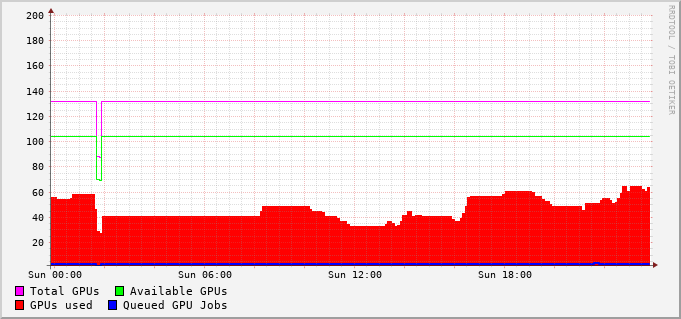 200
180
160
140
120
100
80
60
40
20
Sun 00:00 Sun 06:00 Sun 12:00 Sun 18:00
Total GPUs Available GPUs
GPUs used Queued GPU Jobs
RRDTOOL / TOBI OETIKER